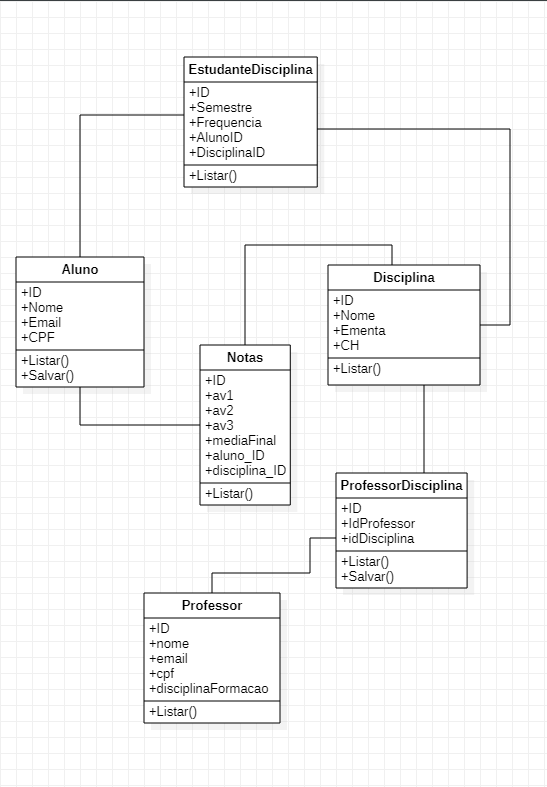 EstudanteDisciplina
+ID
+Semestre
+Frequencia
+AlunoID
+DisciplinaID
+Listar()
Aluno
+ID
+Nome
+Email
+CPF
+Listar()
+Salvar()
Disciplina
+ID
+Nome
+Ementa
+CH
+Listar()
Notas
+ID
+av1
+av2
+av3
+mediaFinal
+aluno_ID
+disciplina_ID
+Listar()
ProfessorDisciplina
+ID
+IdProfessor
+idDisciplina
+Listar()
+Salvar()
Professor
+ID
+nome
+email
+cpf
+disciplinaFormacao
+Listar()